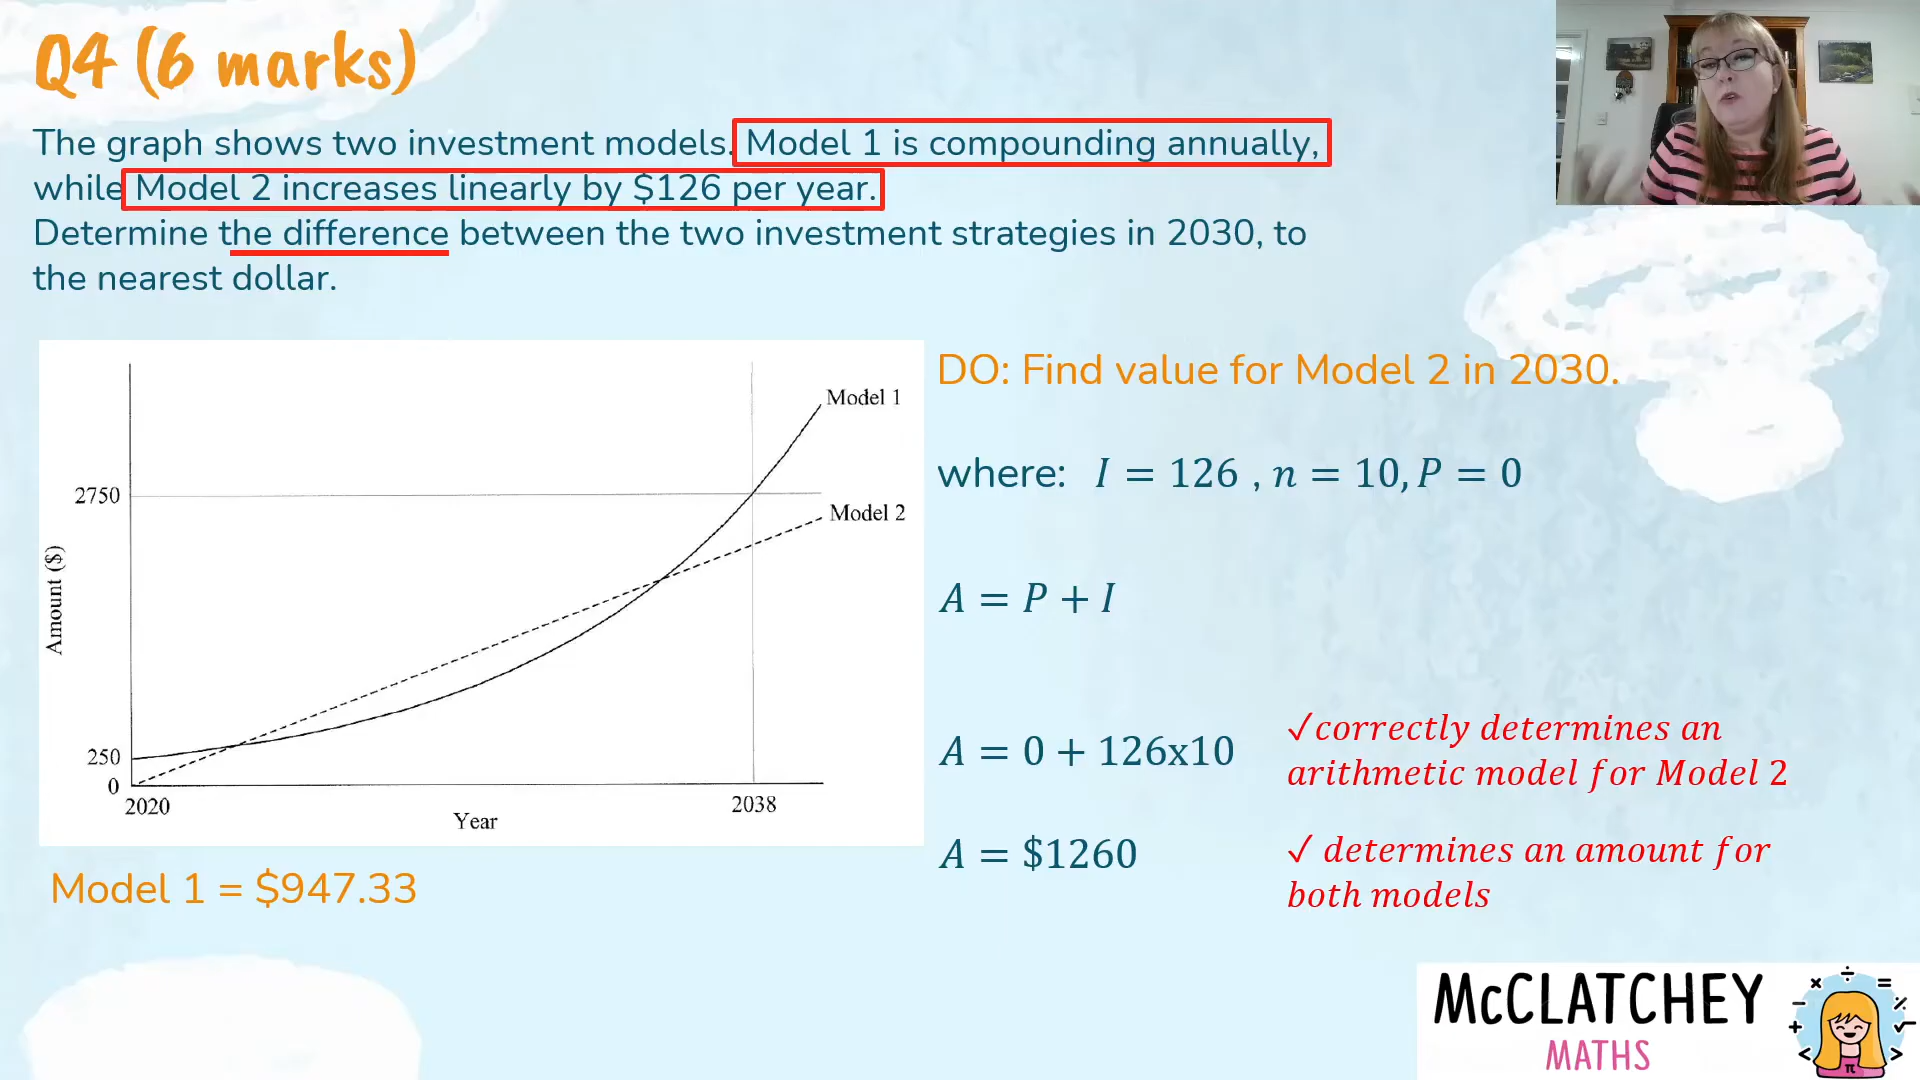 Q4 (6 marks)
The graph shows two investment models. Model 1 is compounding annually,
while Model 2 increases linearly by $126 per year.
Determine the difference between the two investment strategies in 2030, to
the nearest dollar.
Model 1
2750
Model 2
Amount ($)
250
0
2020
2038
Year
Model 1 = $947.33
DO: Find value for Model 2 in 2030.
where: I = 126 , n = 10, P = 0
A = P + I
A = 0 + 126x10
✓correctly determines an
arithmetic model for Model 2
A = $1260
✓ determines an amount for
both models
McCLATCHEY
MATHS